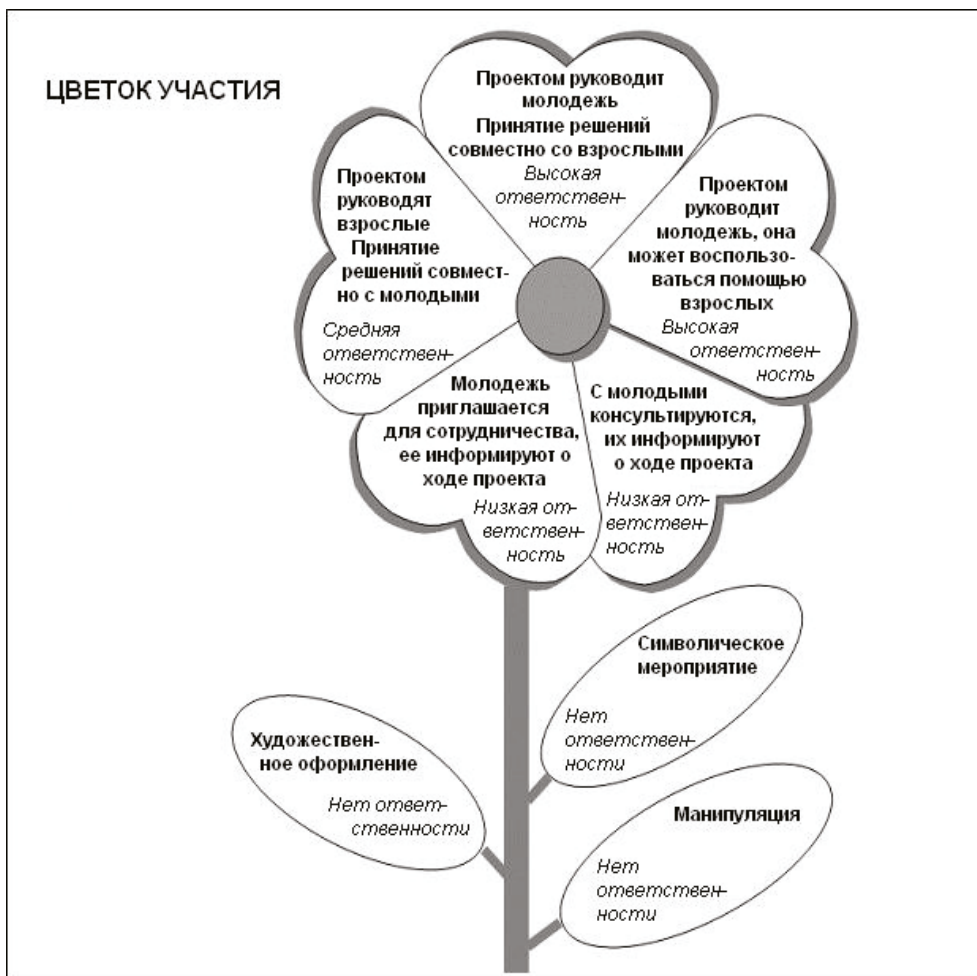 ЦВЕТОК УЧАСТИЯ
Проектом руководит
молодежь
Принятие решений
совместно со взрослыми
Высокая
ответствен-
ность
Проектом
руководят
взрослые
Принятие
решений совмест-
но с молодыми
Средняя
ответствен-
ность
Проектом
руководит
молодежь, она
может воспользо-
ваться помощью
взрослых
Высокая
ответствен-
ность
Молодежь
приглашается
для сотрудничества,
ее информируют о
ходе проекта
Низкая от-
ветствен-
ность
С молодыми
консультируются,
их информируют
о ходе проекта
Низкая от-
ветствен-
ность
Символическое
мероприятие
Нет
ответствен-
ности
Художествен-
ное оформление
Нет ответ-
ственности
Манипуляция
Нет
ответствен-
ности